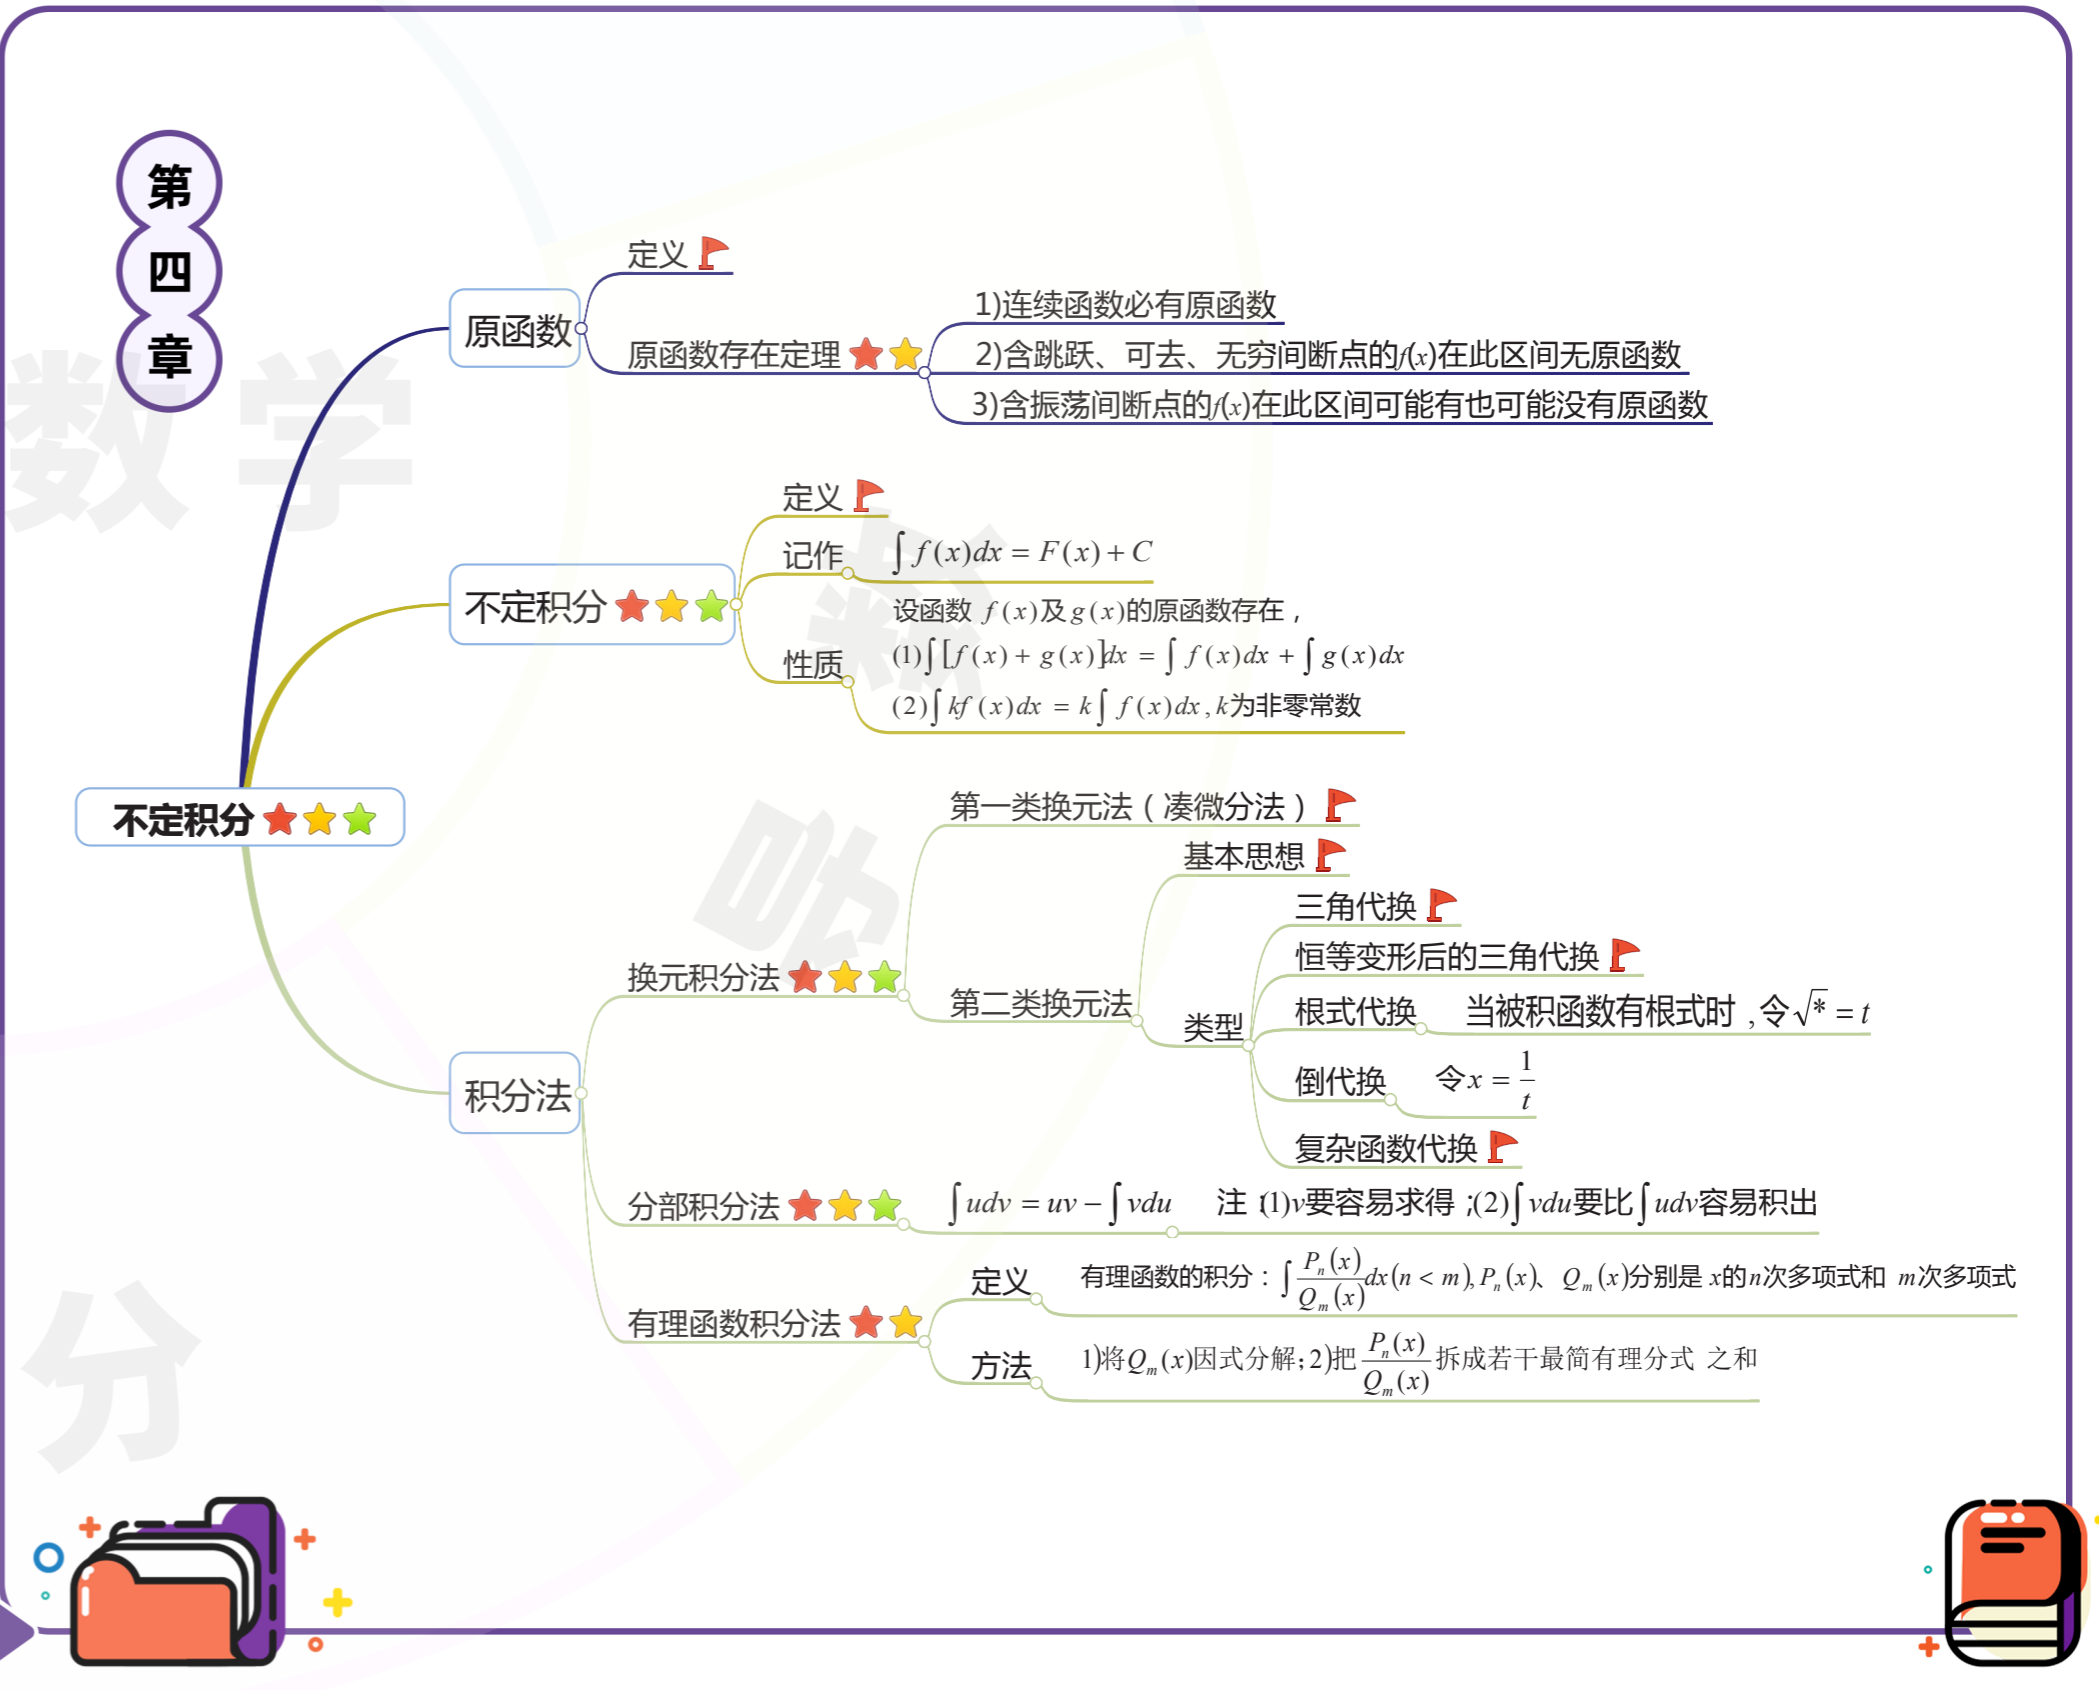 第
四
章
数学
定义
原函数
1)连续函数必有原函数
原函数存在定理
2)含跳跃、可去、无穷间断点的f(x)在此区间无原函数
3)含振荡间断点的f(x)在此区间可能有也可能没有原函数
定义
记作 ∫f(x)dx = F(x) + C
不定积分
设函数 f(x)及g(x)的原函数存在，
性质
(1)∫[f(x) + g(x)]dx = ∫f(x)dx + ∫g(x)dx
(2)∫kf(x)dx = k∫f(x)dx, k为非零常数
不定积分
第一类换元法（凑微分法）
基本思想
三角代换
恒等变形后的三角代换
换元积分法
第二类换元法
类型
根式代换 当被积函数有根式时，令√* = t
倒代换 令x = 1/t
积分法
复杂函数代换
分部积分法 ∫udv = uv − ∫vdu 注：(1)v要容易求得；(2)∫vdu要比∫udv容易积出
定义 有理函数的积分：∫Pₙ(x)/Qₘ(x)dx(n < m), Pₙ(x)、Qₘ(x)分别是x的n次多项式和m次多项式
有理函数积分法
方法 1)将Qₘ(x)因式分解；2)把Pₙ(x)/Qₘ(x)拆成若干最简有理分式之和
分